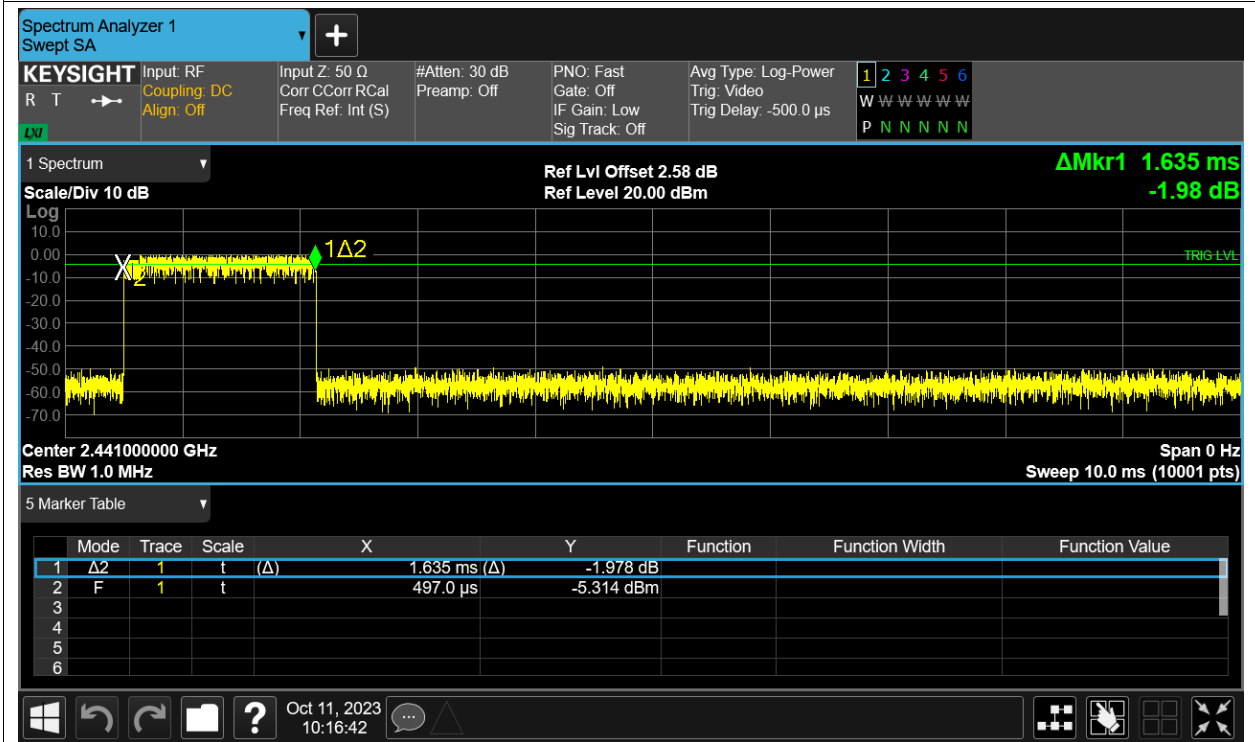 Spectrum Analyzer 1
Swept SA
+
KEYSIGHT Input: RF Input Z: 50 Ω #Atten: 30 dB PNO: Fast Avg Type: Log-Power 1 2 3 4 5 6
R T Coupling: DC Corr CCorr RCal Preamp: Off Gate: Off Trig: Video W W W W W W
Align: Off Freq Ref: Int (S) IF Gain: Low Trig Delay: -500.0 µs
LXI Sig Track: Off P N N N N N
1 Spectrum Ref Lvl Offset 2.58 dB ΔMkr1 1.635 ms
Scale/Div 10 dB Ref Level 20.00 dBm -1.98 dB
Log
10.0
1Δ2
0.00 TRIG LVL
X
2
-10.0
-20.0
-30.0
-40.0
-50.0
-60.0
-70.0
Center 2.441000000 GHz Span 0 Hz
Res BW 1.0 MHz Sweep 10.0 ms (10001 pts)
5 Marker Table
Mode Trace Scale X Y Function Function Width Function Value
1 Δ2 1 t (Δ) 1.635 ms (Δ) -1.978 dB
2 F 1 t 497.0 µs -5.314 dBm
3
4
5
6
? Oct 11, 2023
10:16:42